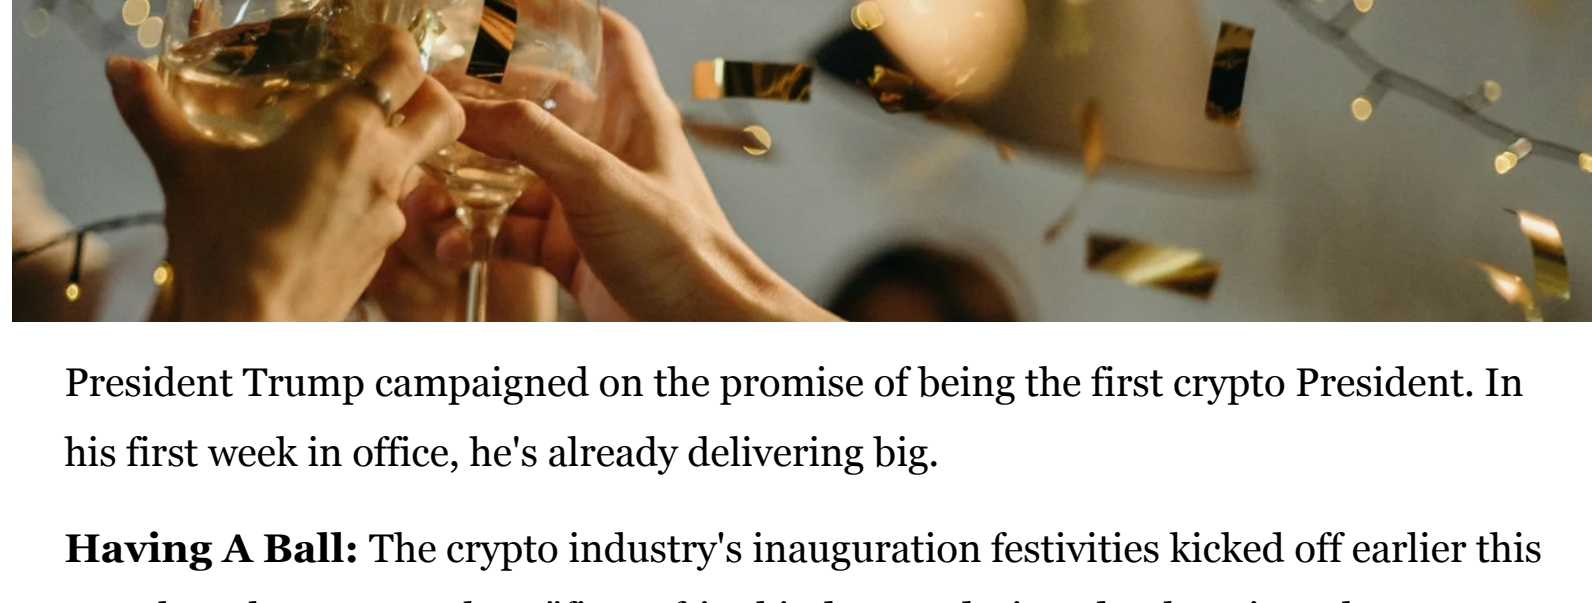 President Trump campaigned on the promise of being the first crypto President. In
his first week in office, he's already delivering big.
Having A Ball: The crypto industry's inauguration festivities kicked off earlier this